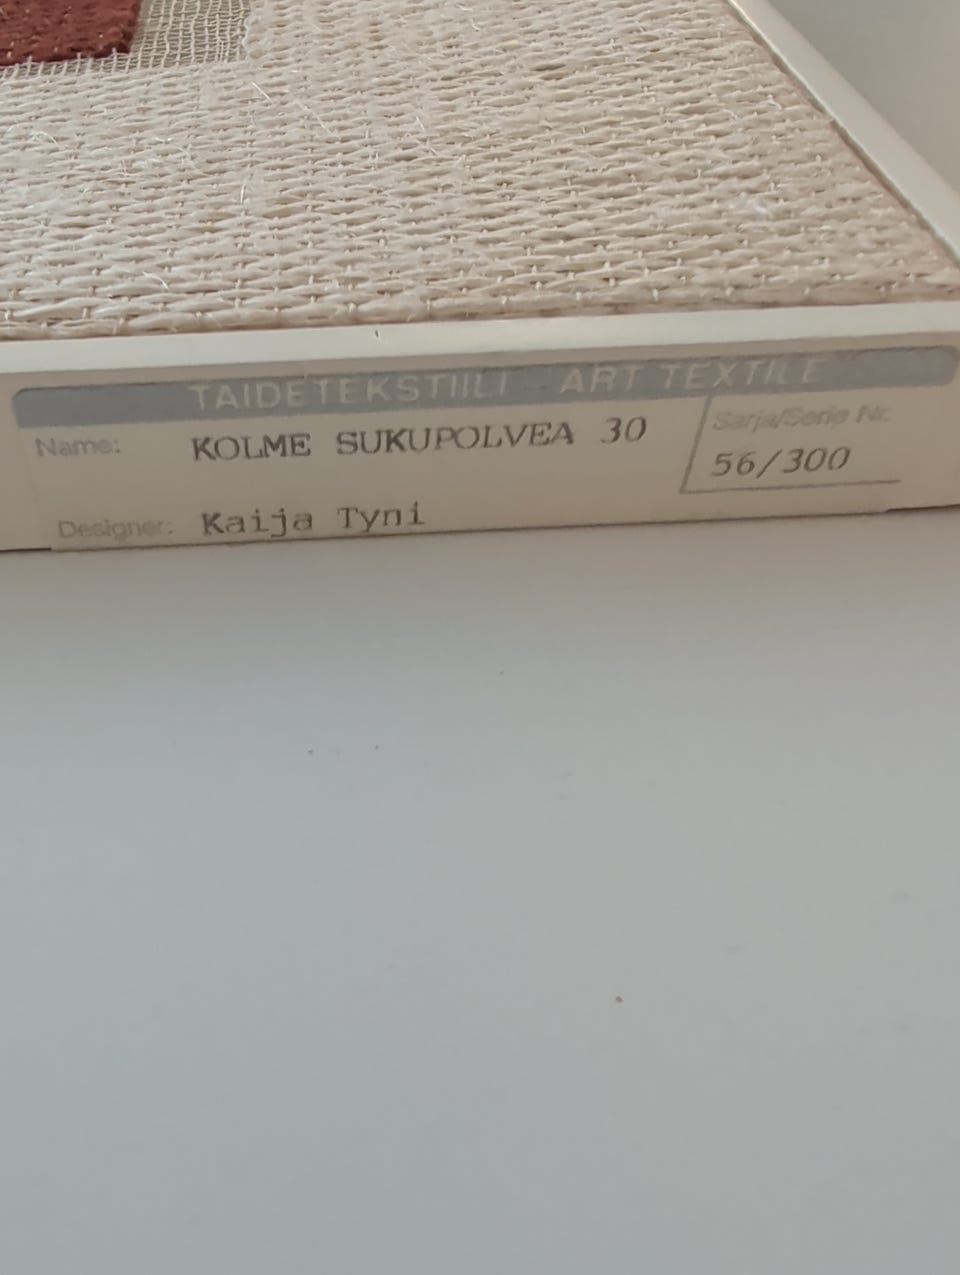 TAIDETEKSTIILI ART TEXTILE
Name: KOLME SUKUPOLVEA 30
Sarja/Serie Nr.
56/300
Designer: Kaija Tyni